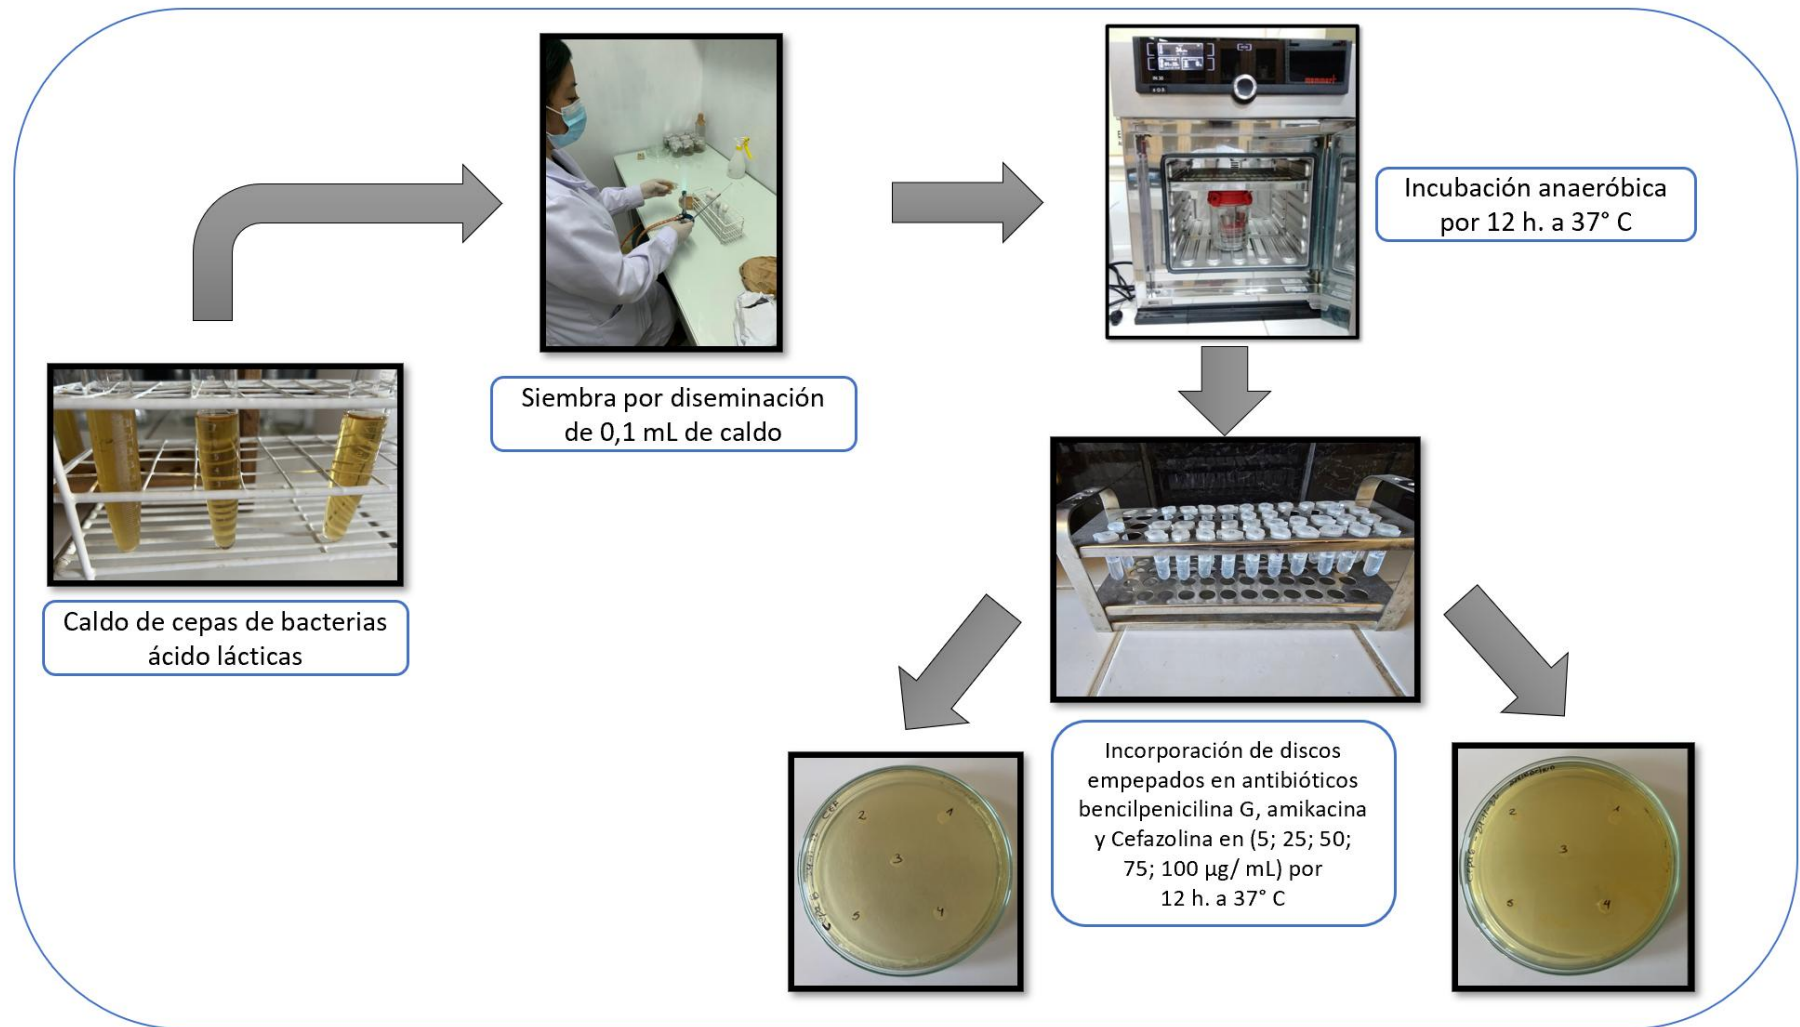 Caldo de cepas de bacterias
ácido lácticas
Siembra por diseminación
de 0,1 mL de caldo
Incubación anaeróbica
por 12 h. a 37° C
memmert
Incorporación de discos
empepados en antibióticos
bencilpenicilina G, amikacina
y Cefazolina en (5; 25; 50;
75; 100 µg/ mL) por
12 h. a 37° C
2
1
3
5
4
2
1
3
5
4